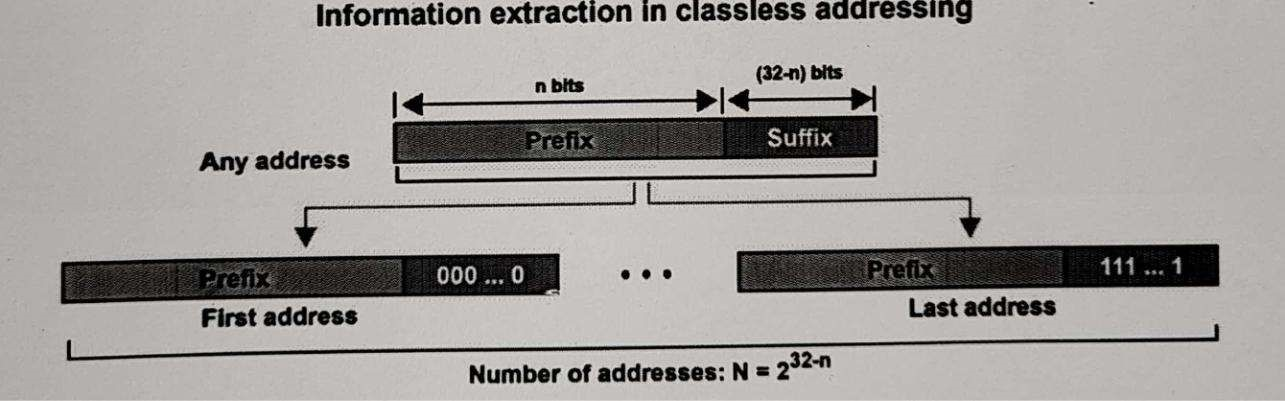 Information extraction in classless addressing
n bits
(32-n) bits
Prefix
Suffix
Any address
Prefix
000 ... 0
• • •
Prefix
111 ... 1
First address
Last address
Number of addresses: N = 2^32-n